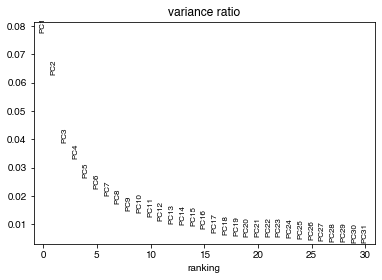 variance ratio
0.08
0.07
0.06
0.05
0.04
0.03
0.02
0.01
PC1
PC2
PC3
PC4
PC5
PC6
PC7
PC8
PC9
PC10
PC11
PC12
PC13
PC14
PC15
PC16
PC17
PC18
PC19
PC20
PC21
PC22
PC23
PC24
PC25
PC26
PC27
PC28
PC29
PC30
PC31
0
5
10
15
20
25
30
ranking